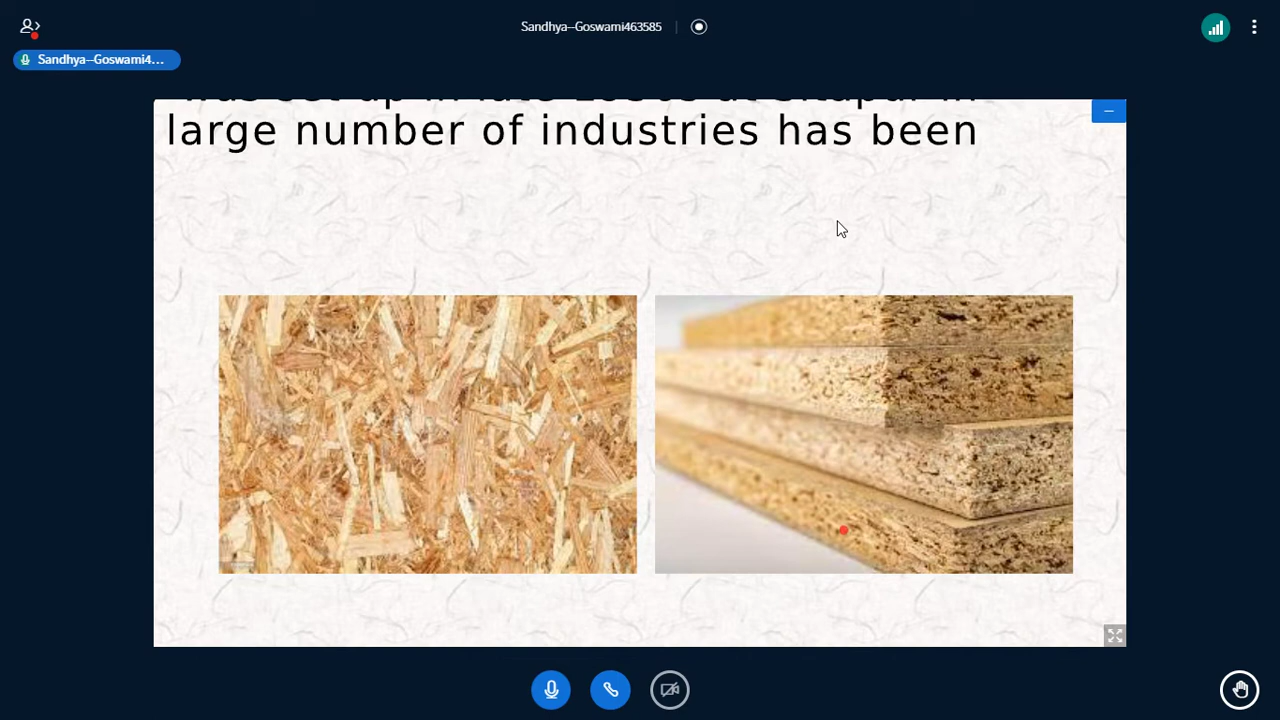 Sandhya--Goswami463585
Sandhya--Goswami4...
large number of industries has been